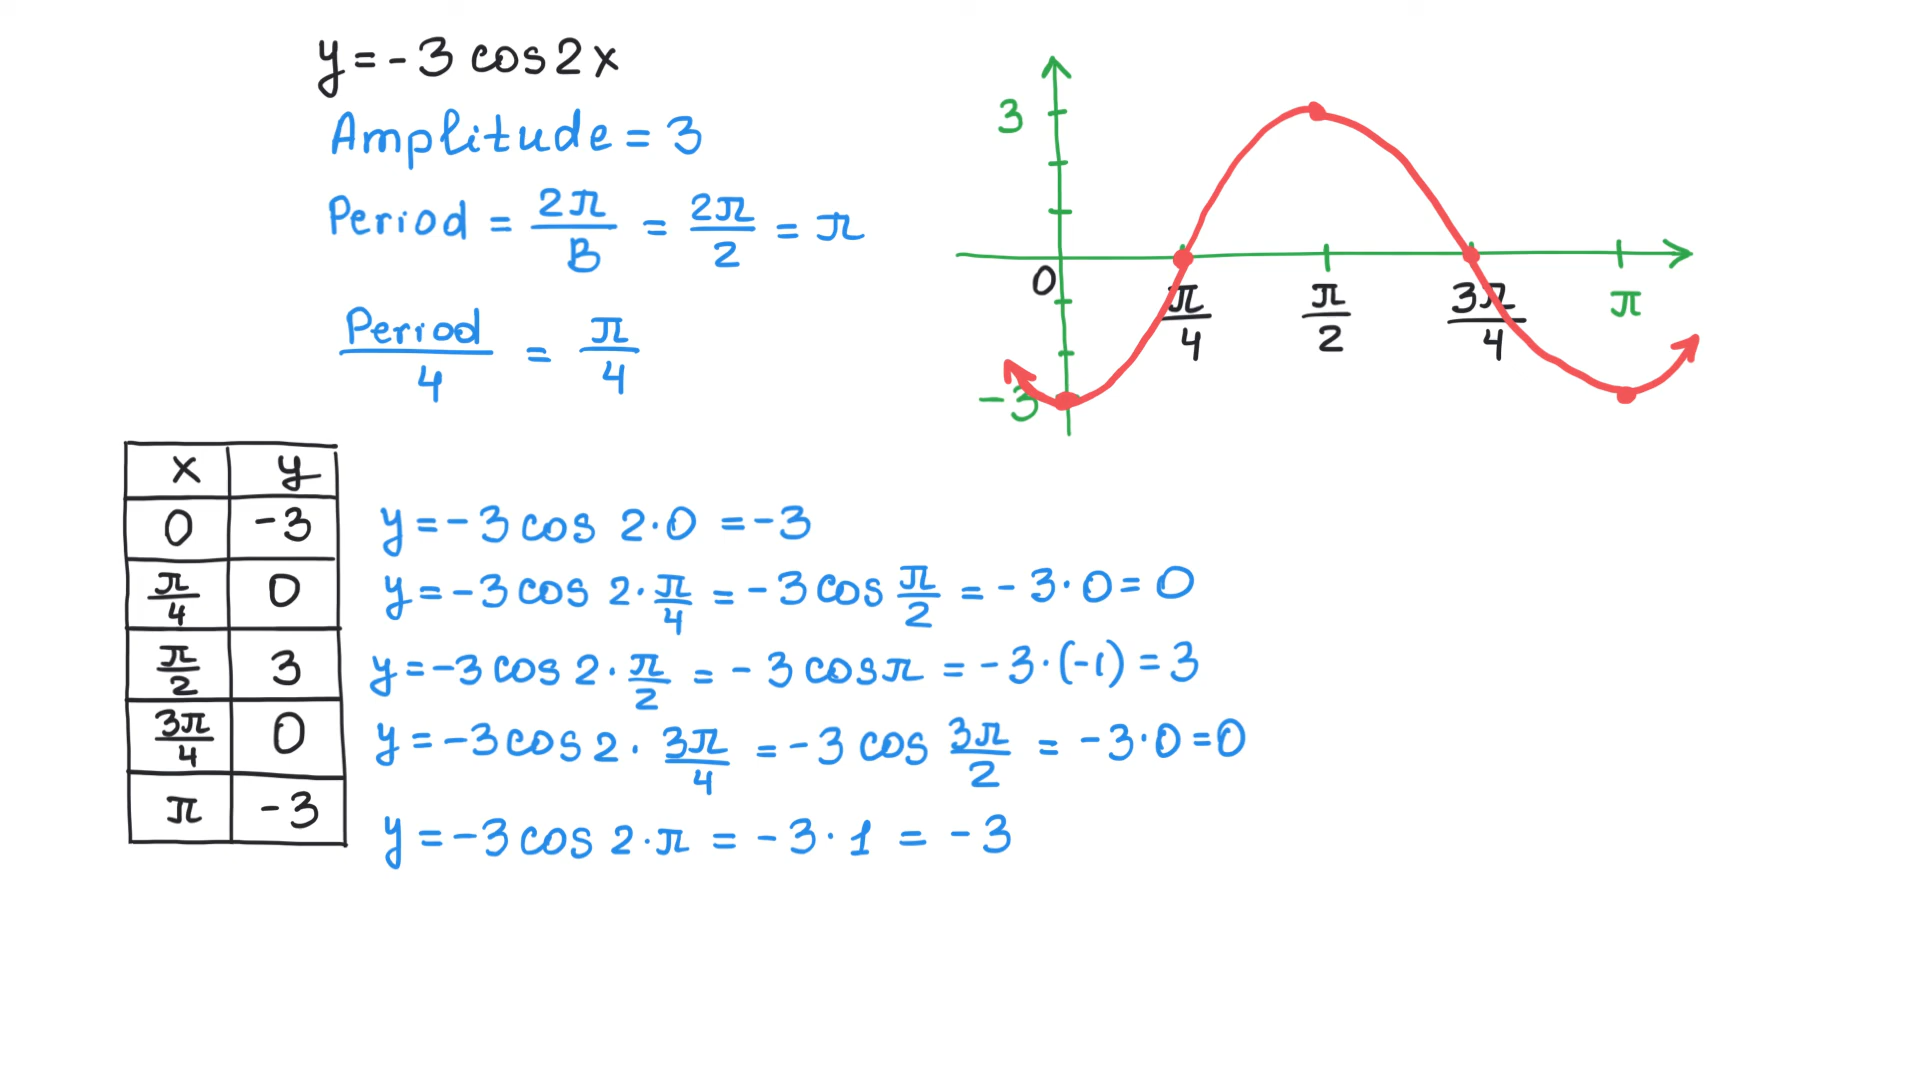 y = -3 cos 2x
Amplitude = 3
Period = 2π/B = 2π/2 = π
Period/4 = π/4
3
0
π/4 π/2 3π/4 π
-3
x y
0 -3
π/4 0
π/2 3
3π/4 0
π -3
y = -3 cos 2·0 = -3
y = -3 cos 2·π/4 = -3 cos π/2 = -3·0 = 0
y = -3 cos 2·π/2 = -3 cos π = -3·(-1) = 3
y = -3 cos 2·3π/4 = -3 cos 3π/2 = -3·0 = 0
y = -3 cos 2·π = -3·1 = -3